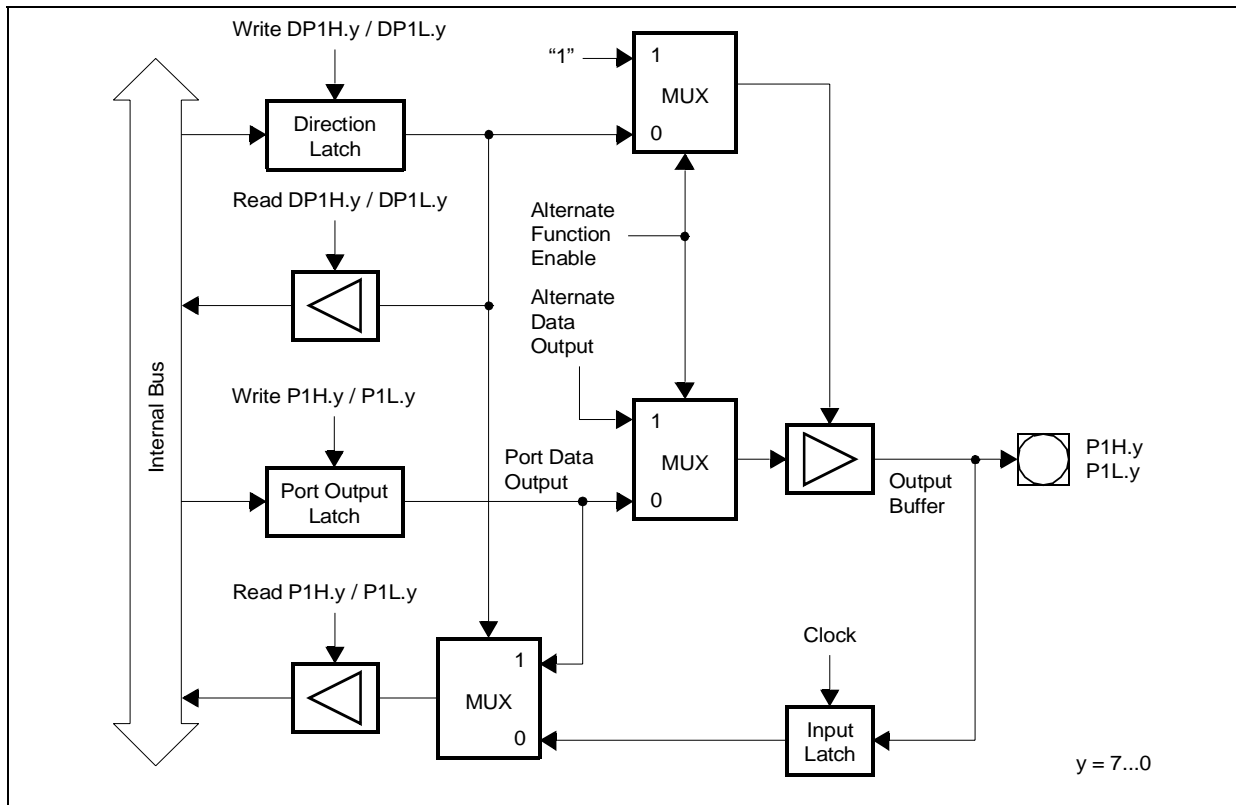 Write DP1H.y / DP1L.y
“1”
1
MUX
0
Direction
Latch
Read DP1H.y / DP1L.y
Alternate
Function
Enable
Alternate
Data
Output
Internal Bus
Write P1H.y / P1L.y
1
MUX
0
Port Data
Output
Port Output
Latch
Output
Buffer
P1H.y
P1L.y
Read P1H.y / P1L.y
1
MUX
0
Clock
Input
Latch
y = 7...0